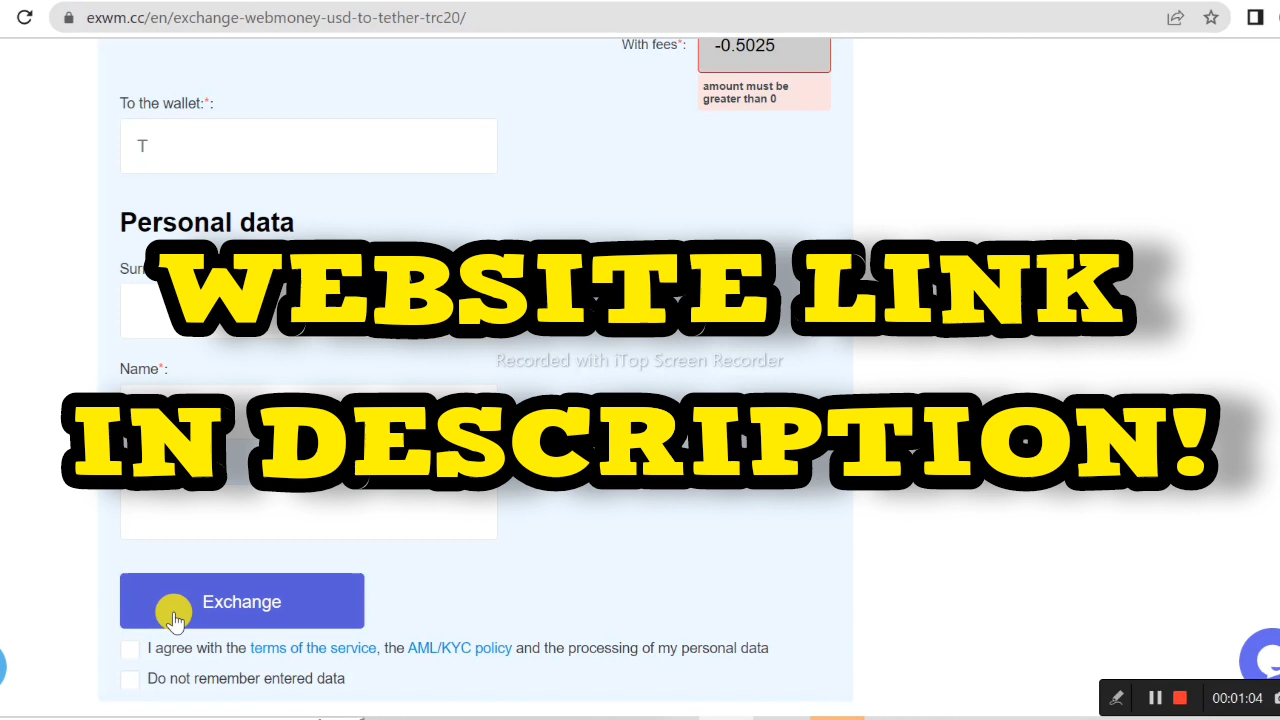 exwm.cc/en/exchange-webmoney-usd-to-tether-trc20/
With fees*:
-0.5025
amount must be
greater than 0
To the wallet:*:
T
Personal data
WEBSITE LINK
Recorded with iTop Screen Recorder
Name*:
IN DESCRIPTION!
Exchange
I agree with the terms of the service, the AML/KYC policy and the processing of my personal data
Do not remember entered data
00:01:04